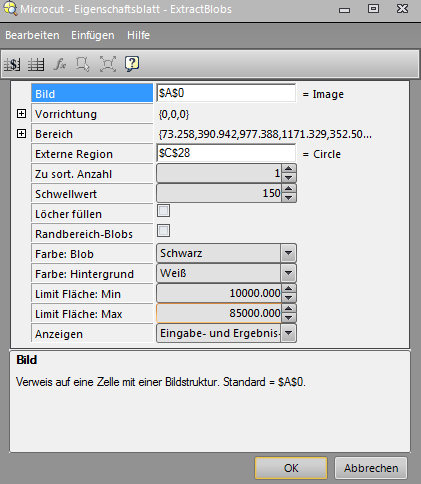 Microcut - Eigenschaftsblatt - ExtractBlobs
Bearbeiten Einfügen Hilfe
Bild $A$0 = Image
Vorrichtung {0,0,0}
Bereich {73.258,390.942,977.388,1171.329,352.50...
Externe Region $C$28 = Circle
Zu sort. Anzahl 1
Schwellwert 150
Löcher füllen
Randbereich-Blobs
Farbe: Blob Schwarz
Farbe: Hintergrund Weiß
Limit Fläche: Min 10000.000
Limit Fläche: Max 85000.000
Anzeigen Eingabe- und Ergebnis-
Bild
Verweis auf eine Zelle mit einer Bildstruktur. Standard = $A$0.
OK Abbrechen